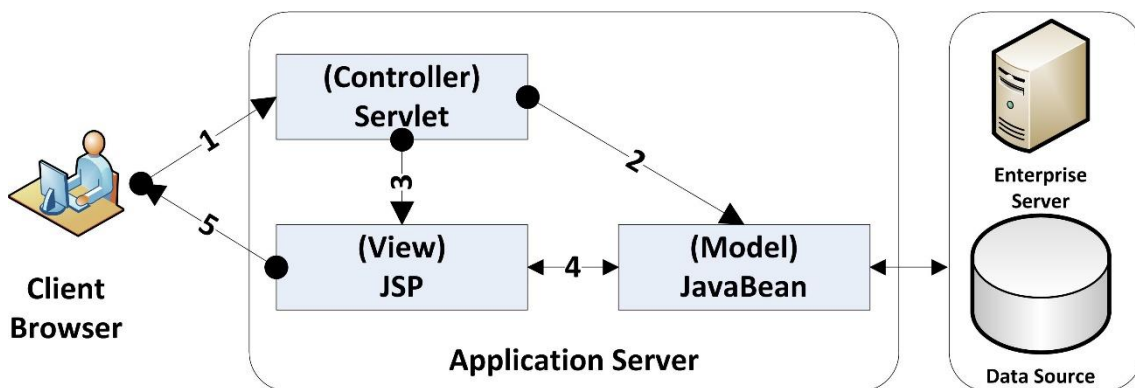 (Controller)
Servlet
1
2
3
5
(View)
JSP
4
(Model)
JavaBean
Client
Browser
Application Server
Enterprise
Server
Data Source